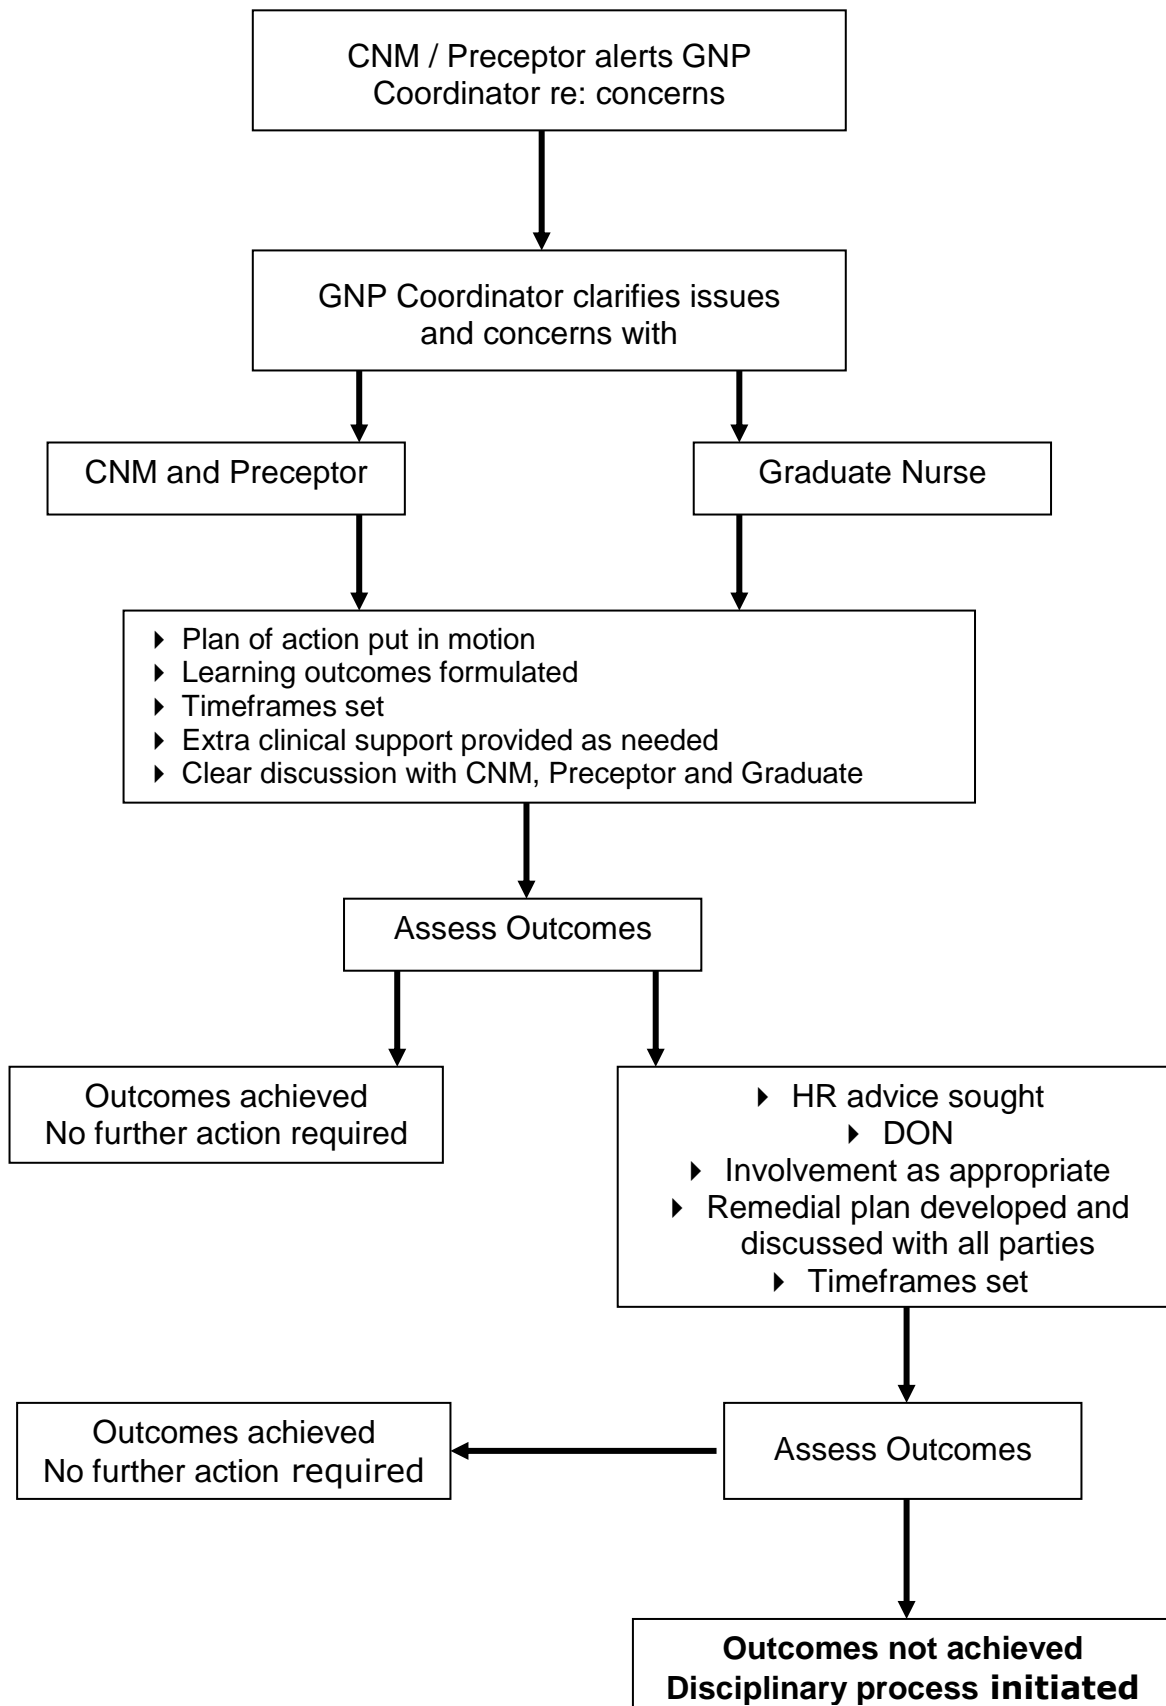 CNM / Preceptor alerts GNP
Coordinator re: concerns
GNP Coordinator clarifies issues
and concerns with
CNM and Preceptor
Graduate Nurse
Plan of action put in motion
Learning outcomes formulated
Timeframes set
Extra clinical support provided as needed
Clear discussion with CNM, Preceptor and Graduate
Assess Outcomes
Outcomes achieved
No further action required
HR advice sought
DON
Involvement as appropriate
Remedial plan developed and
discussed with all parties
Timeframes set
Outcomes achieved
No further action required
Assess Outcomes
Outcomes not achieved
Disciplinary process initiated